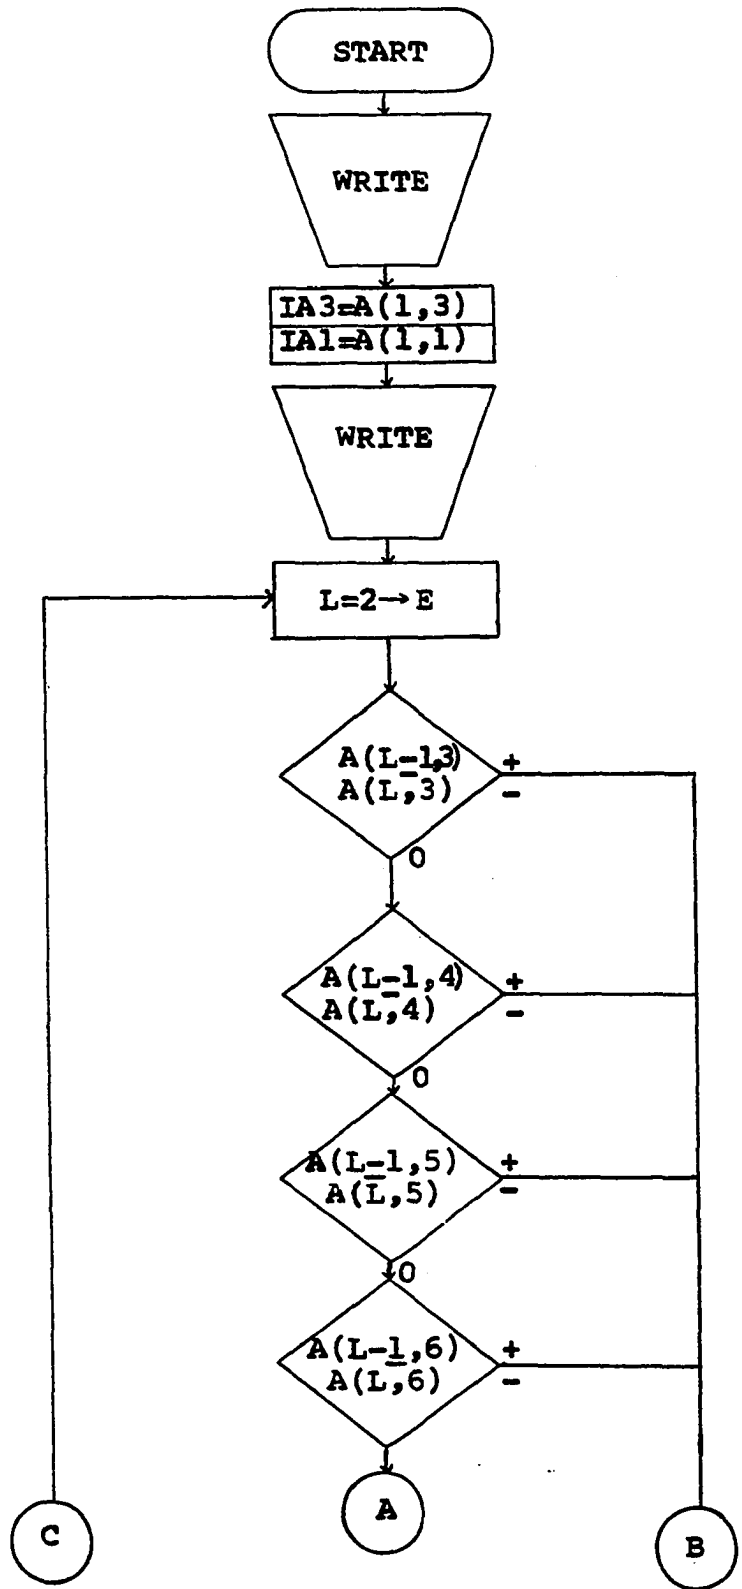 START
WRITE
IA3=A(1,3)
IA1=A(1,1)
WRITE
L=2→E
A(L-1,3)
-
A(L,3)
+
-
0
A(L-1,4)
-
A(L,4)
+
-
0
A(L-1,5)
-
A(L,5)
+
-
0
A(L-1,6)
-
A(L,6)
+
-
C
A
B